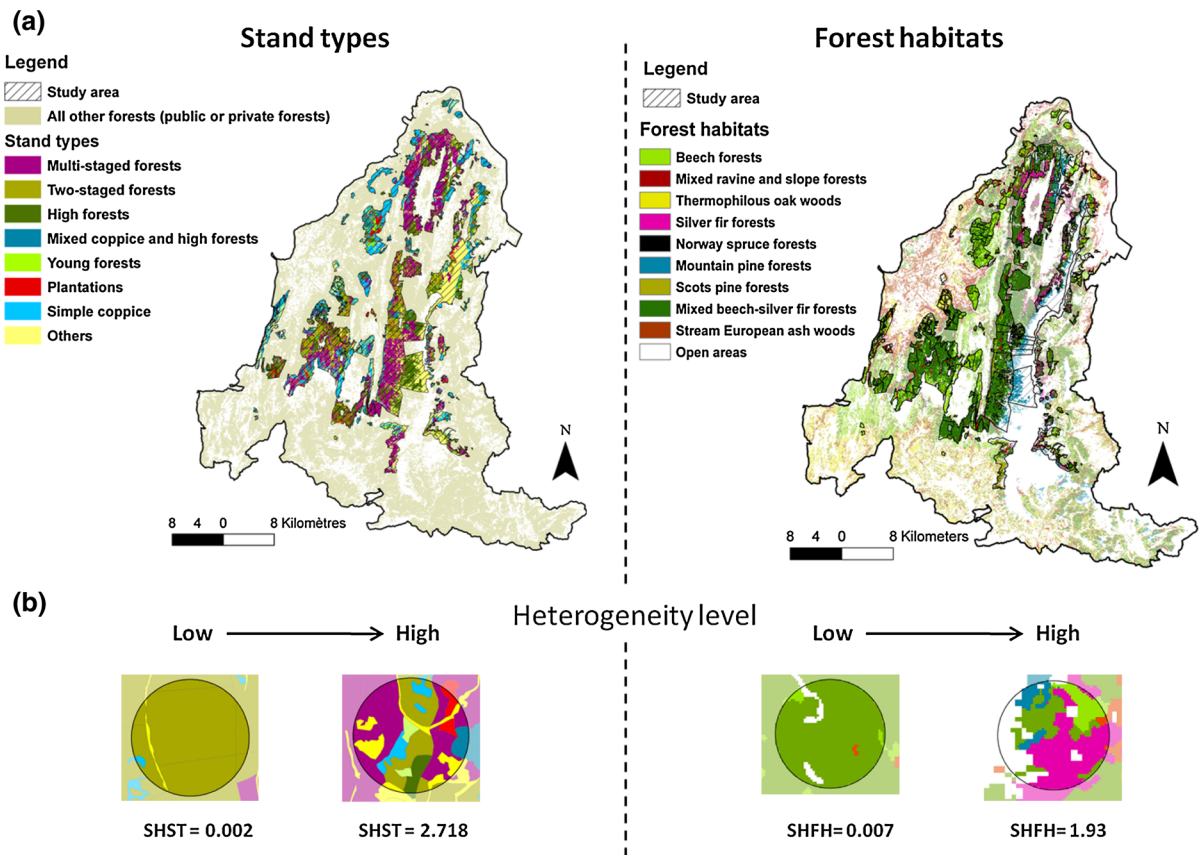 (a)
Stand types
Legend
Study area
All other forests (public or private forests)
Stand types
Multi-staged forests
Two-staged forests
High forests
Mixed coppice and high forests
Young forests
Plantations
Simple coppice
Others
N
8 4 0 8 Kilomètres
Forest habitats
Legend
Study area
Forest habitats
Beech forests
Mixed ravine and slope forests
Thermophilous oak woods
Silver fir forests
Norway spruce forests
Mountain pine forests
Scots pine forests
Mixed beech-silver fir forests
Stream European ash woods
Open areas
N
8 4 0 8 Kilometers
(b)
Heterogeneity level
Low High
Low High
SHST = 0.002
SHST = 2.718
SHFH= 0.007
SHFH= 1.93